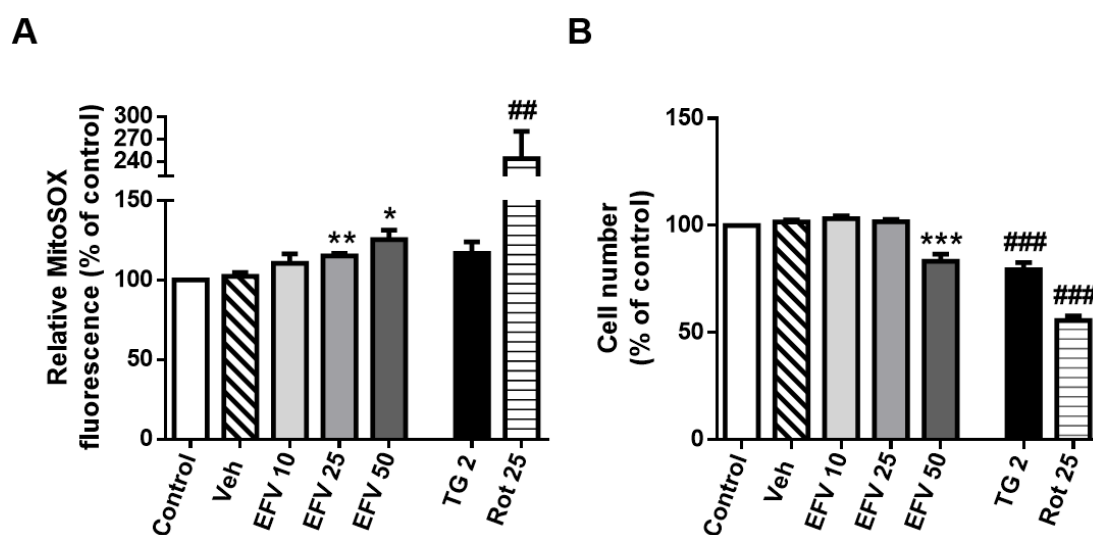 A
Relative MitoSOX
fluorescence (% of control)
300
270
240
150
100
50
0
**
*
##
Control
Veh
EFV 10
EFV 25
EFV 50
TG 2
Rot 25
B
Cell number
(% of control)
150
100
50
0
***
###
###
Control
Veh
EFV 10
EFV 25
EFV 50
TG 2
Rot 25